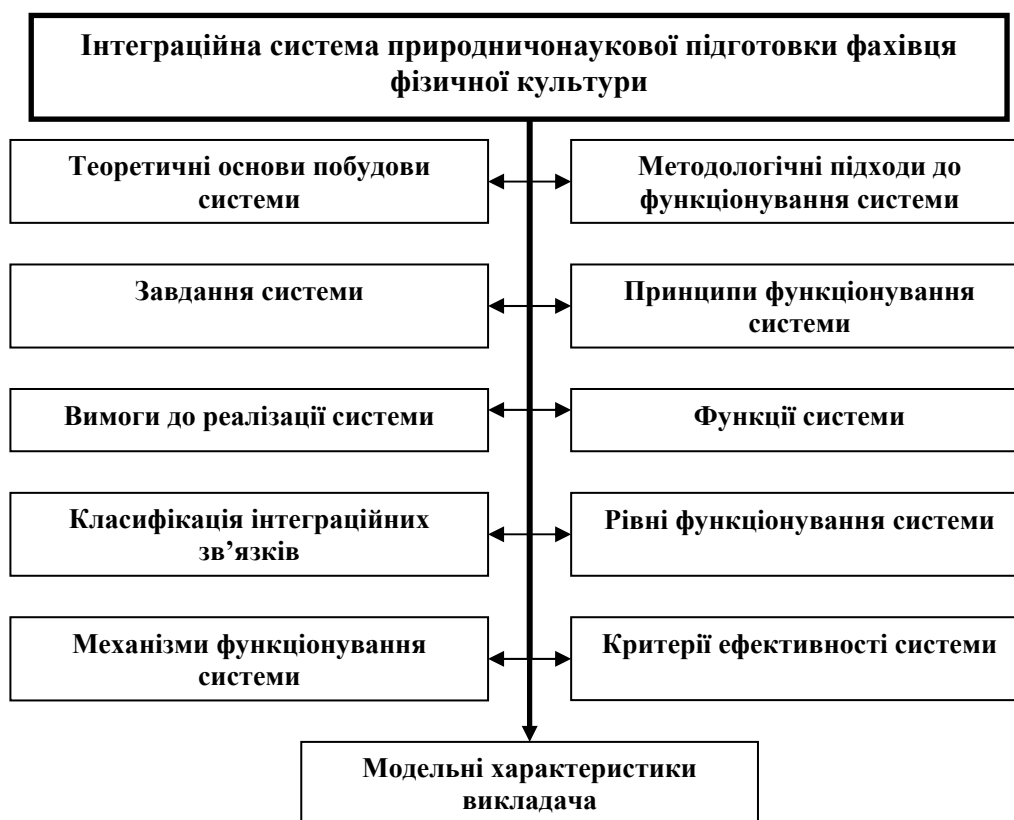 Інтеграційна система природничонаукової підготовки фахівця
фізичної культури
Теоретичні основи побудови
системи
Методологічні підходи до
функціонування системи
Завдання системи
Принципи функціонування
системи
Вимоги до реалізації системи
Функції системи
Класифікація інтеграційних
зв’язків
Рівні функціонування системи
Механізми функціонування
системи
Критерії ефективності системи
Модельні характеристики
викладача